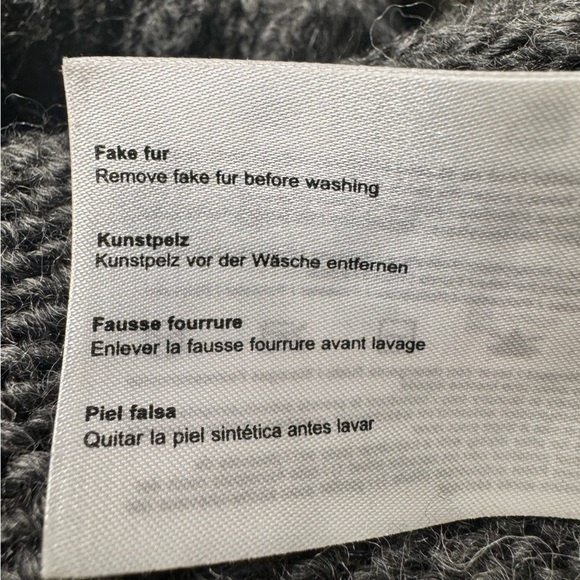 Fake fur
Remove fake fur before washing
Kunstpelz
Kunstpelz vor der Wäsche entfernen
Fausse fourrure
Enlever la fausse fourrure avant lavage
Piel falsa
Quitar la piel sintética antes lavar